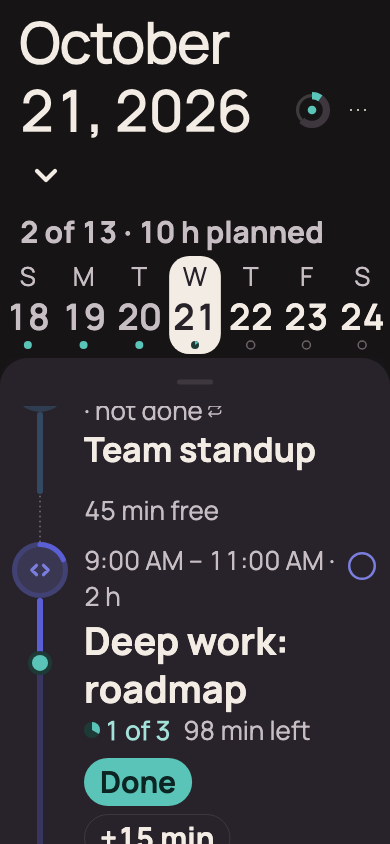 October
21, 2026
2 of 13 · 10 h planned
S M T W T F S
18 19 20 21 22 23 24
· not done
Team standup
45 min free
9:00 AM – 11:00 AM ·
2 h
Deep work:
roadmap
1 of 3 98 min left
Done
+15 min